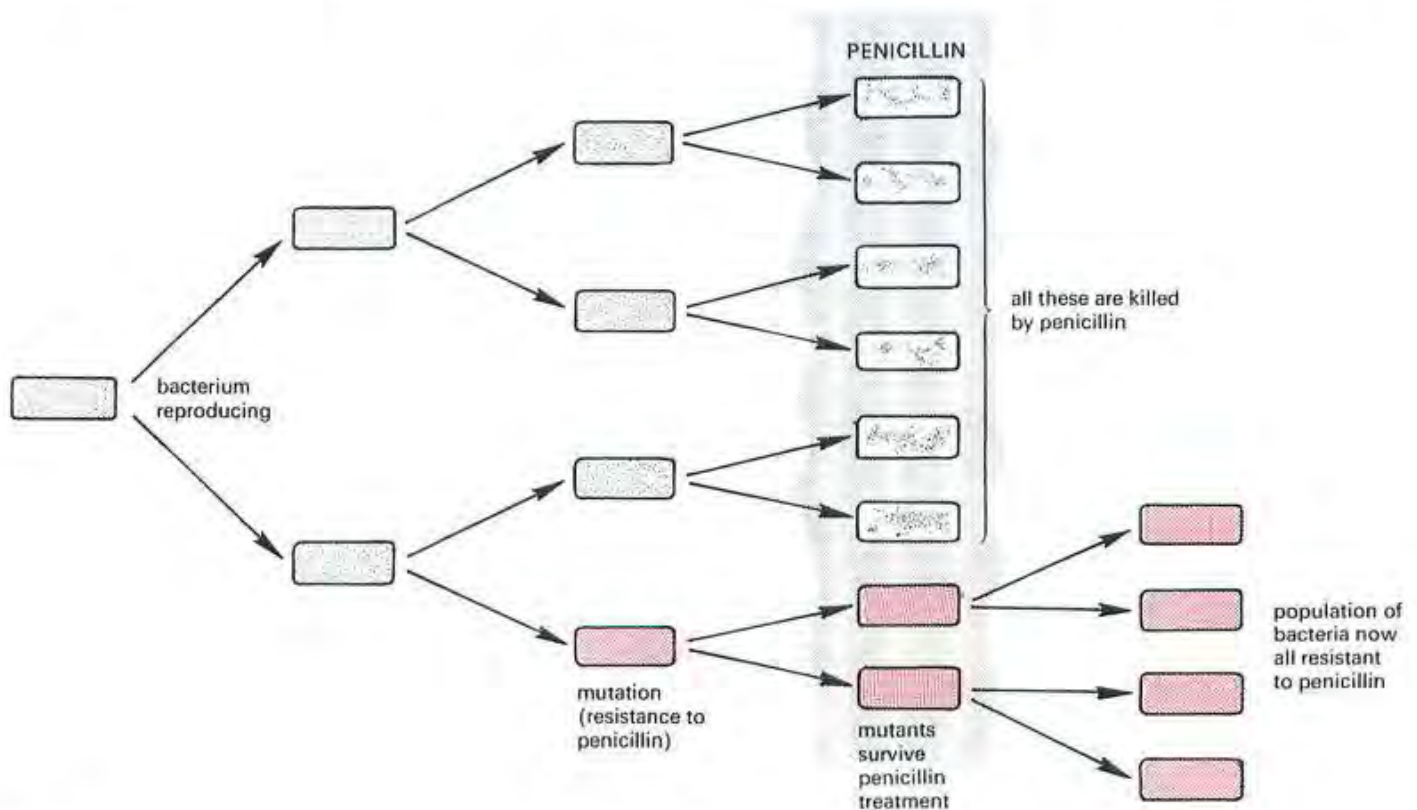 PENICILLIN
all these are killed
by penicillin
bacterium
reproducing
mutation
(resistance to
penicillin)
mutants
survive
penicillin
treatment
population of
bacteria now
all resistant
to penicillin